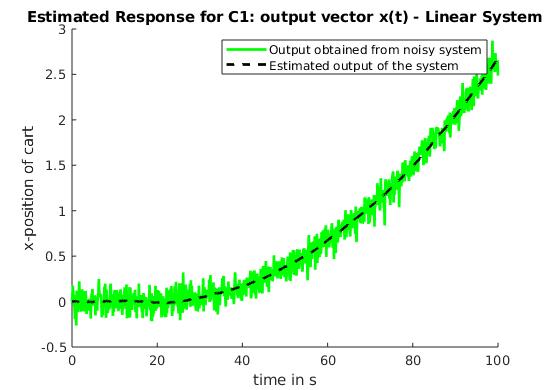 Estimated Response for C1: output vector x(t) - Linear System
3
2.5
2
1.5
1
0.5
0
-0.5
x-position of cart
Output obtained from noisy system
Estimated output of the system
0 20 40 60 80 100
time in s